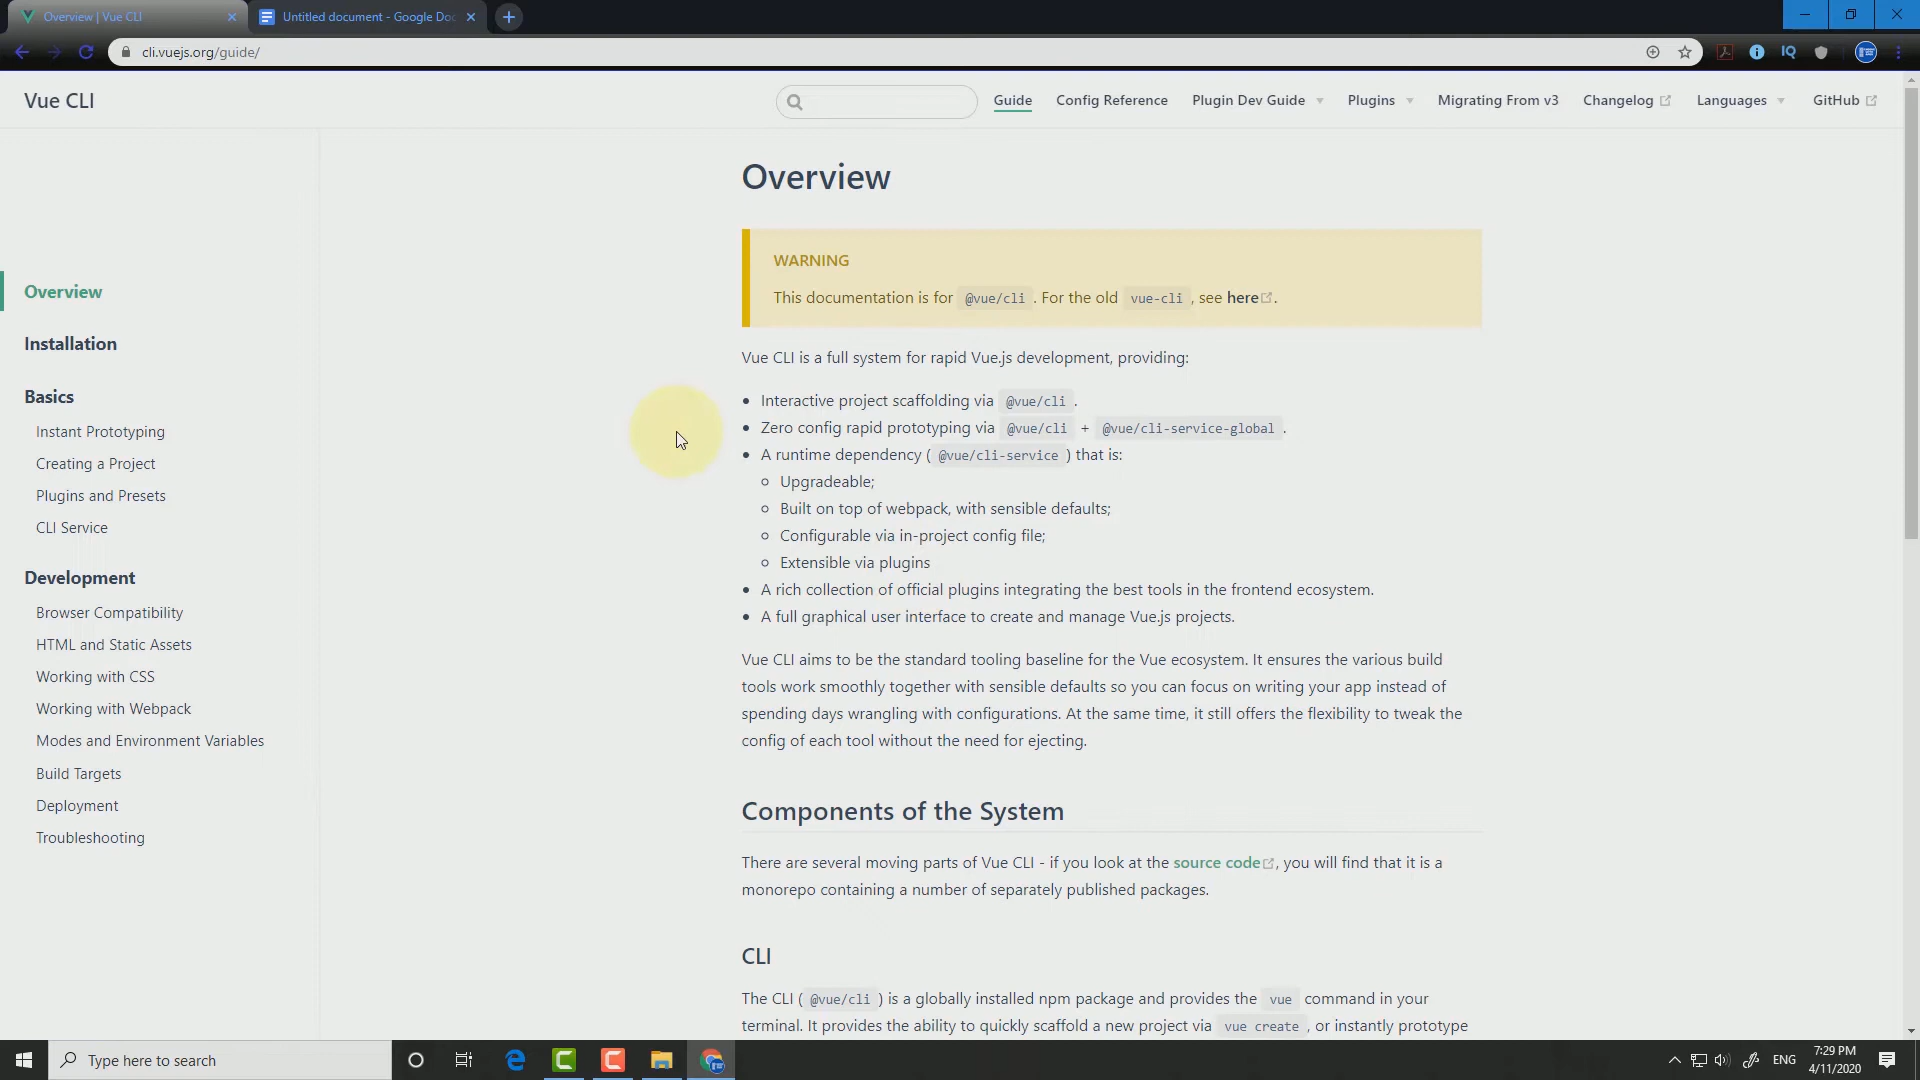 Overview | Vue CLI
Untitled document - Google Doc
cli.vuejs.org/guide/
IQ
Vue CLI
Guide
Config Reference
Plugin Dev Guide
Plugins
Migrating From v3
Changelog
Languages
GitHub
Overview
Installation
Basics
Instant Prototyping
Creating a Project
Plugins and Presets
CLI Service
Development
Browser Compatibility
HTML and Static Assets
Working with CSS
Working with Webpack
Modes and Environment Variables
Build Targets
Deployment
Troubleshooting
Overview
WARNING
This documentation is for @vue/cli. For the old vue-cli, see here.
Vue CLI is a full system for rapid Vue.js development, providing:
• Interactive project scaffolding via @vue/cli.
• Zero config rapid prototyping via @vue/cli + @vue/cli-service-global.
• A runtime dependency (@vue/cli-service) that is:
◦ Upgradeable;
◦ Built on top of webpack, with sensible defaults;
◦ Configurable via in-project config file;
◦ Extensible via plugins
• A rich collection of official plugins integrating the best tools in the frontend ecosystem.
• A full graphical user interface to create and manage Vue.js projects.
Vue CLI aims to be the standard tooling baseline for the Vue ecosystem. It ensures the various build
tools work smoothly together with sensible defaults so you can focus on writing your app instead of
spending days wrangling with configurations. At the same time, it still offers the flexibility to tweak the
config of each tool without the need for ejecting.
Components of the System
There are several moving parts of Vue CLI - if you look at the source code, you will find that it is a
monorepo containing a number of separately published packages.
CLI
The CLI (@vue/cli) is a globally installed npm package and provides the vue command in your
terminal. It provides the ability to quickly scaffold a new project via vue create, or instantly prototype
Type here to search
ENG
7:29 PM
4/11/2020